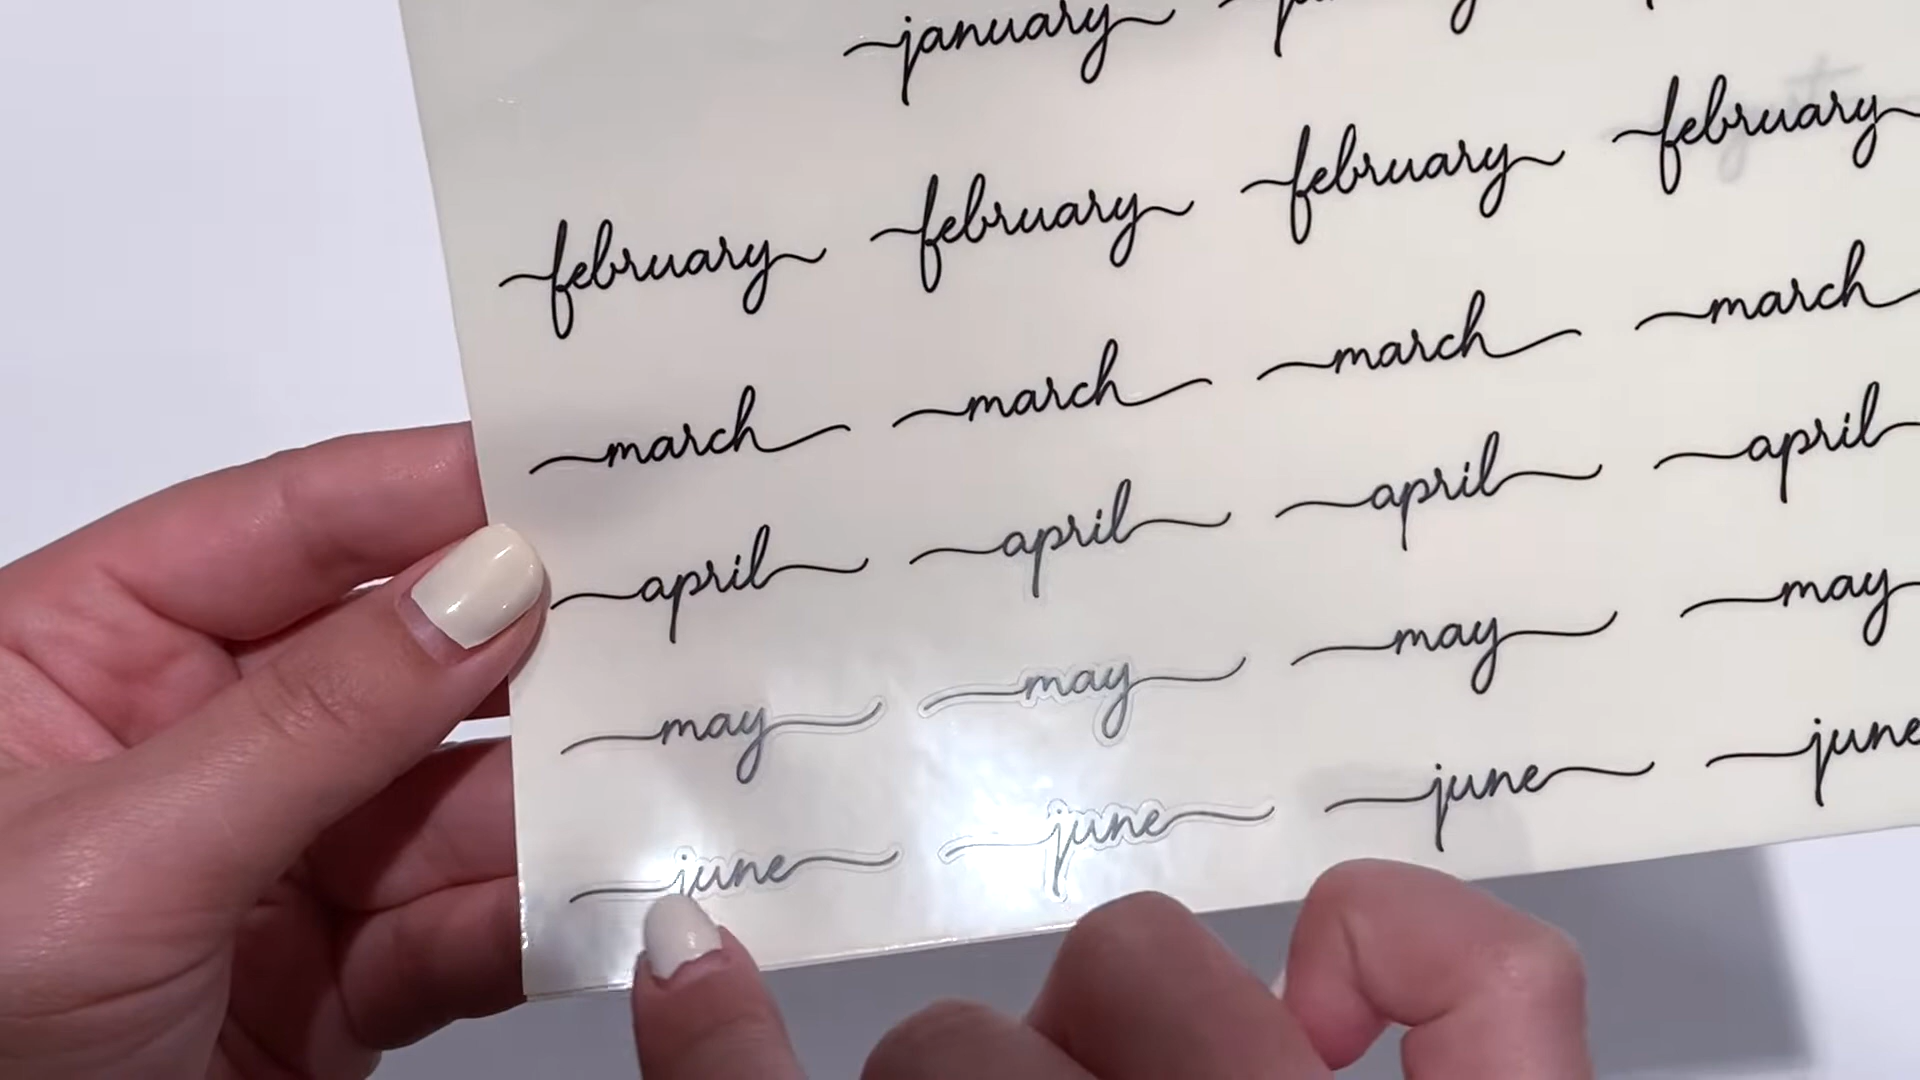 january
february february february february
march march march march
april april april april
may may may may
june june june june